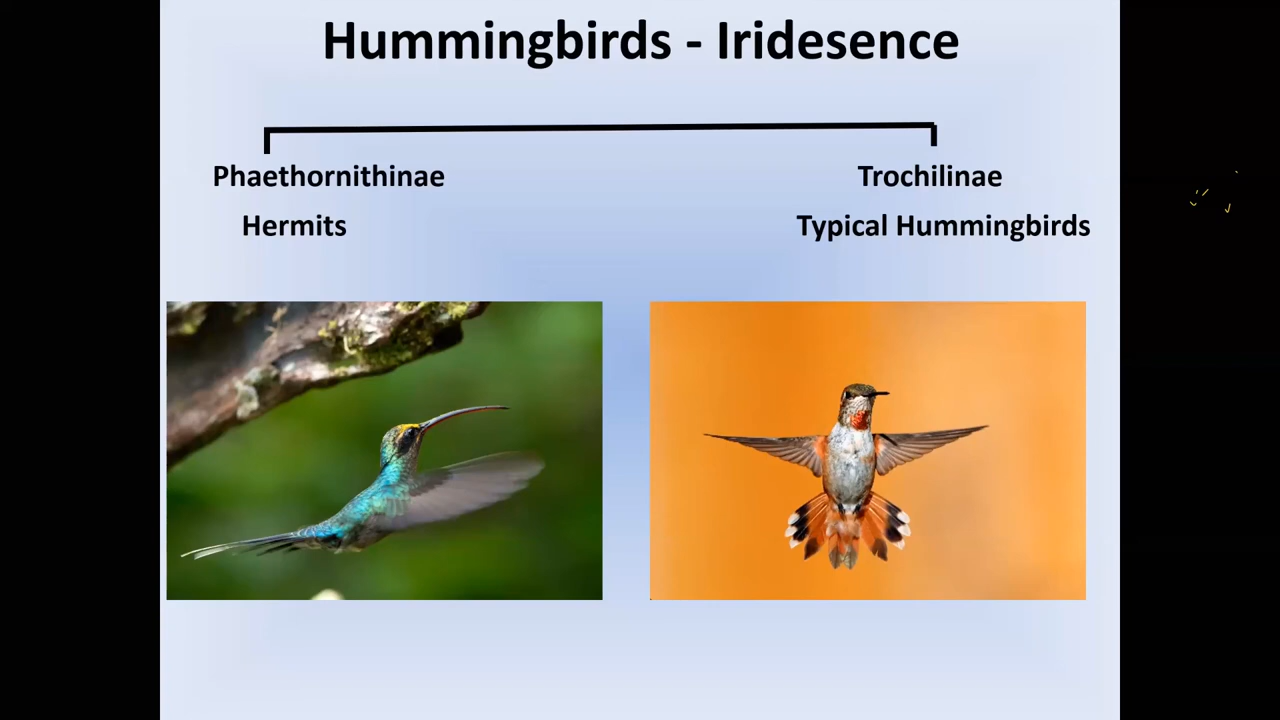 Hummingbirds - Iridesence
Phaethornithinae
Hermits
Trochilinae
Typical Hummingbirds